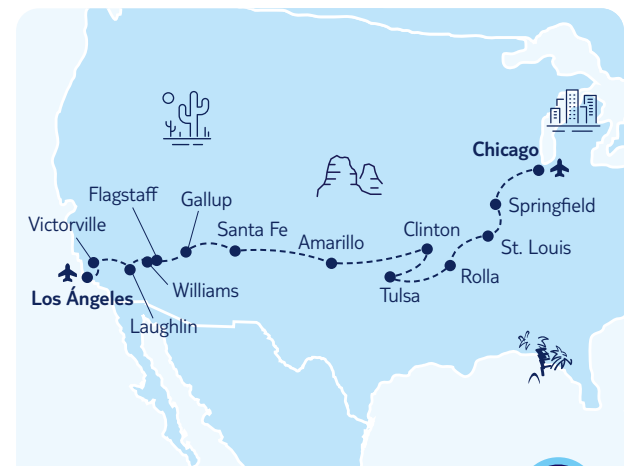 Chicago
Flagstaff
Gallup
Springfield
Victorville
Santa Fe
Clinton
Amarillo
St. Louis
Rolla
Williams
Tulsa
Los Ángeles
Laughlin